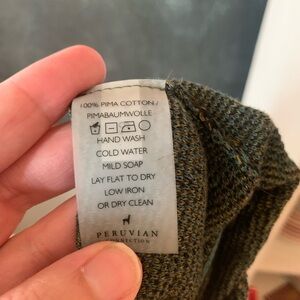 100% PIMA COTTON /
PIMABAUMWOLLE
HAND WASH
COLD WATER
MILD SOAP
LAY FLAT TO DRY
LOW IRON
OR DRY CLEAN
PERUVIAN
CONNECTION